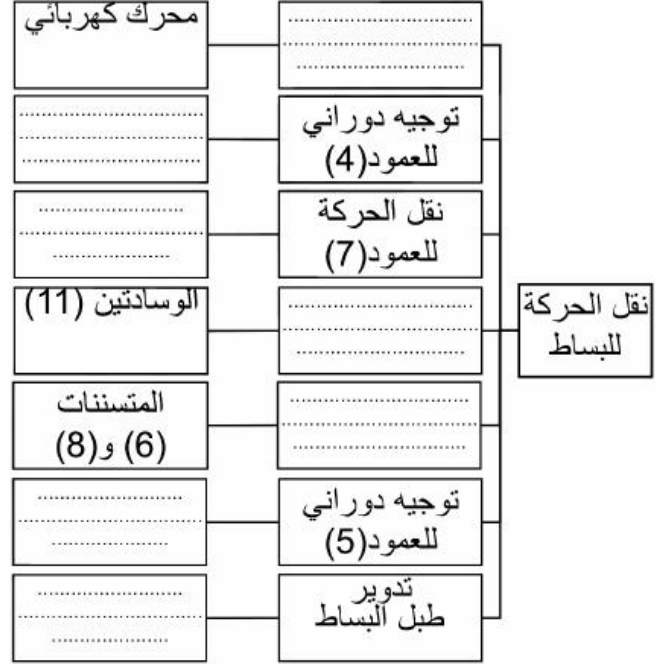 محرك كهربائي
توجيه دوراني
للعمود(4)
نقل الحركة
للعمود(7)
الوسادتين (11)
نقل الحركة
للبساط
المتسننات
(6) و(8)
توجيه دوراني
للعمود(5)
تدوير
طبل البساط